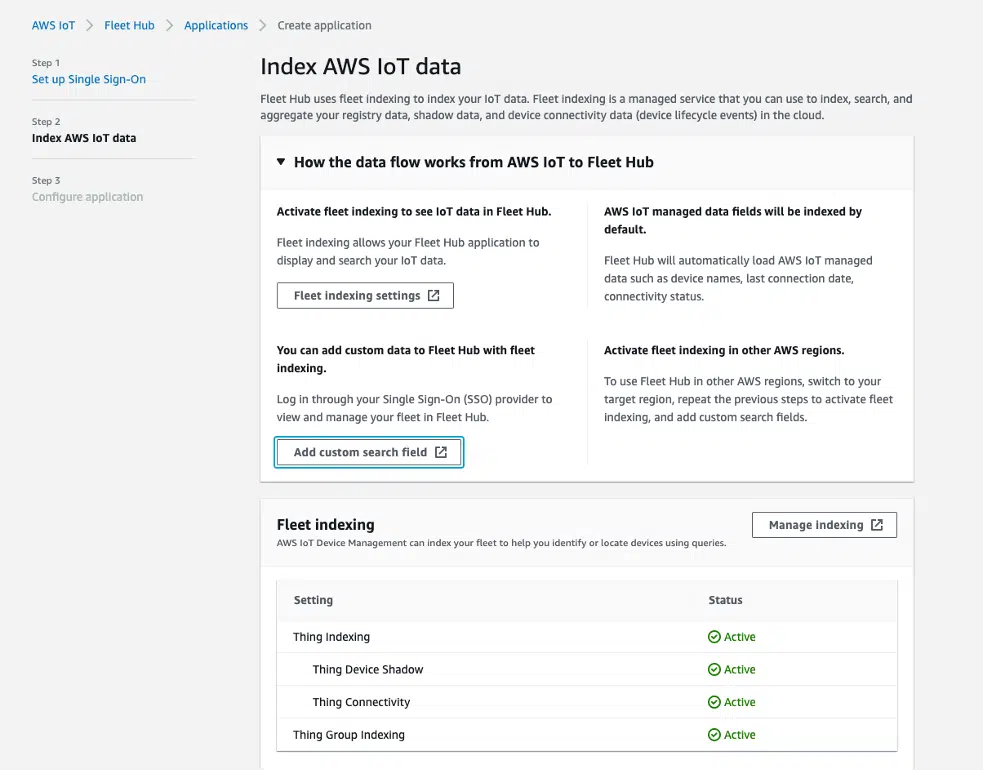 AWS IoT > Fleet Hub > Applications > Create application
Step 1
Set up Single Sign-On
Step 2
Index AWS IoT data
Step 3
Configure application
Index AWS IoT data
Fleet Hub uses fleet indexing to index your IoT data. Fleet indexing is a managed service that you can use to index, search, and
aggregate your registry data, shadow data, and device connectivity data (device lifecycle events) in the cloud.
How the data flow works from AWS IoT to Fleet Hub
Activate fleet indexing to see IoT data in Fleet Hub.
Fleet indexing allows your Fleet Hub application to
display and search your IoT data.
Fleet indexing settings
AWS IoT managed data fields will be indexed by
default.
Fleet Hub will automatically load AWS IoT managed
data such as device names, last connection date,
connectivity status.
You can add custom data to Fleet Hub with fleet
indexing.
Log in through your Single Sign-On (SSO) provider to
view and manage your fleet in Fleet Hub.
Add custom search field
Activate fleet indexing in other AWS regions.
To use Fleet Hub in other AWS regions, switch to your
target region, repeat the previous steps to activate fleet
indexing, and add custom search fields.
Fleet indexing
AWS IoT Device Management can index your fleet to help you identify or locate devices using queries.
Manage indexing
Setting Status
Thing Indexing Active
Thing Device Shadow Active
Thing Connectivity Active
Thing Group Indexing Active